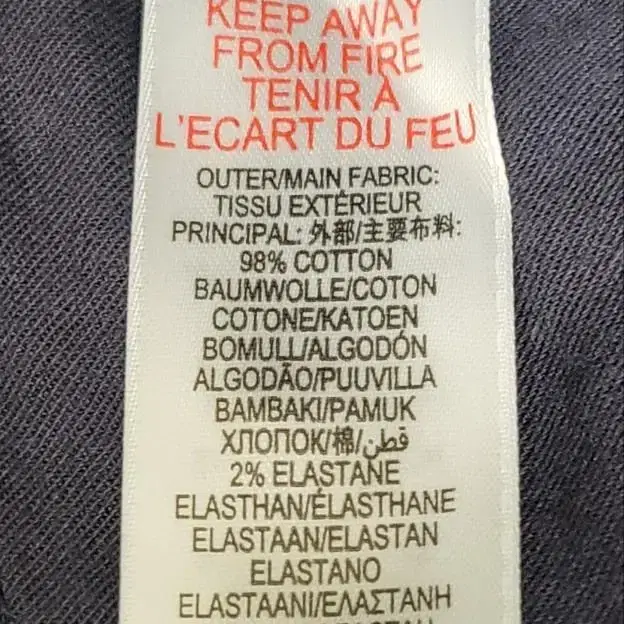 KEEP AWAY
FROM FIRE
TENIR À
L'ECART DU FEU
OUTER/MAIN FABRIC:
TISSU EXTÉRIEUR
PRINCIPAL: 外部/主要布料:
98% COTTON
BAUMWOLLE/COTON
COTONE/KATOEN
BOMULL/ALGODÓN
ALGODÃO/PUUVILLA
BAMBAKI/PAMUK
ХЛОПОК/棉/قطن
2% ELASTANE
ELASTHAN/ÉLASTHANE
ELASTAAN/ELASTAN
ELASTANO
ELASTAANI/ΕΛΑΣΤΑΝΗ